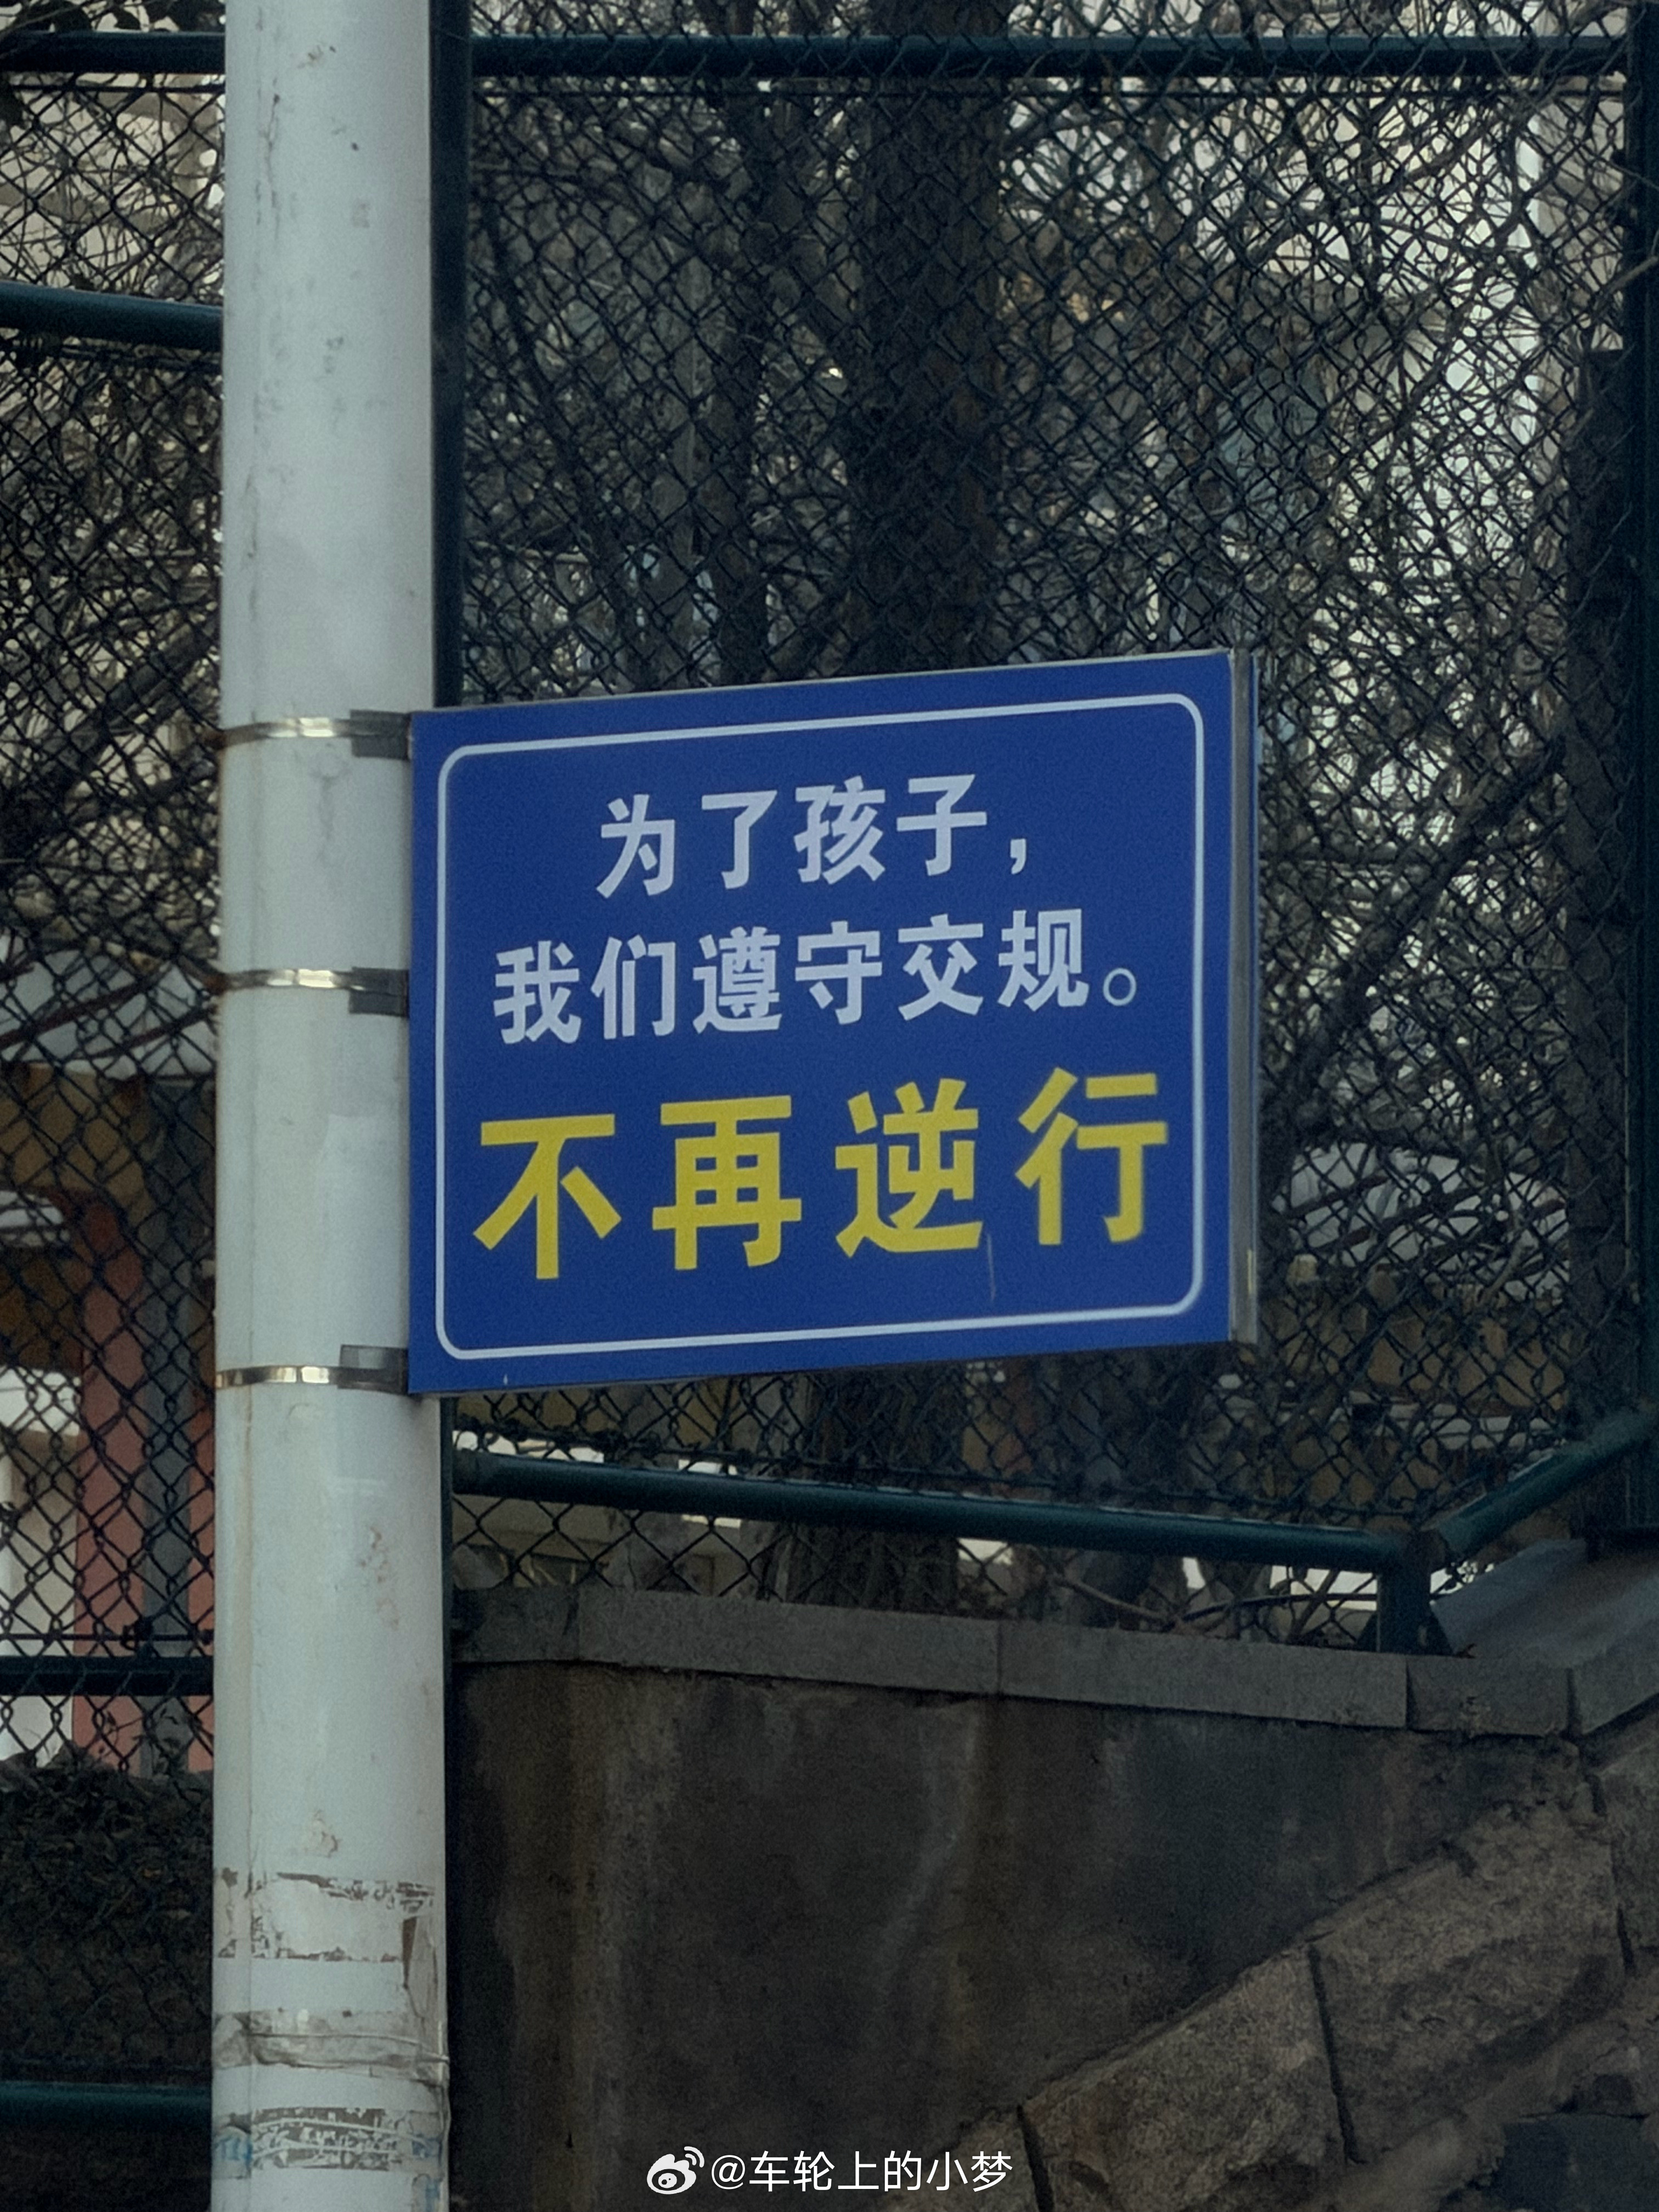 为了孩子，
我们遵守交规。
不再逆行
@车轮上的小梦